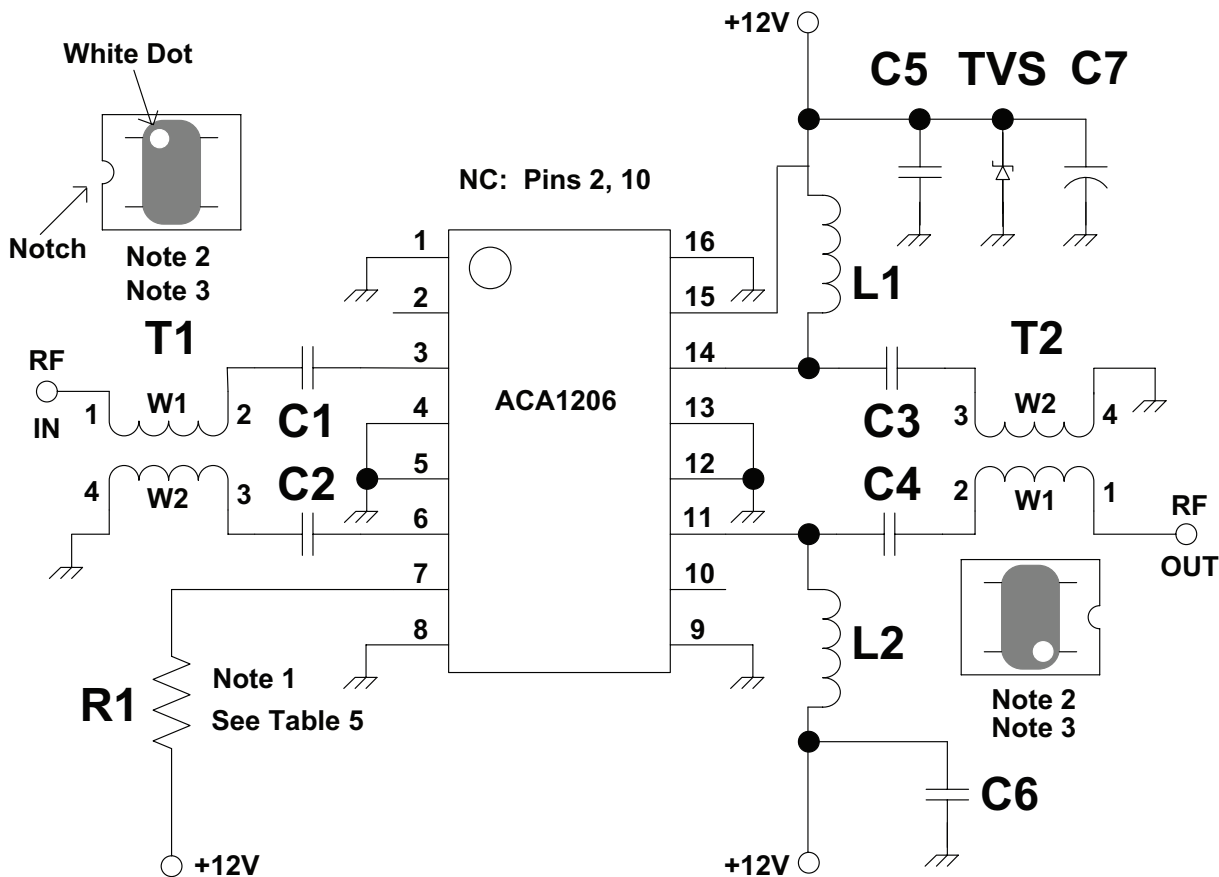 +12V
White Dot
C5 TVS C7
NC: Pins 2, 10
Notch
Note 2
Note 3
1
16
L1
2
15
T1
T2
RF
IN
3
14
1 W1 2
C1
ACA1206
C3
3 W2 4
4
13
4 W2 3
C2
5
12
C4
2 W1 1
RF
OUT
6
11
7
10
8
9
L2
R1
Note 1
See Table 5
Note 2
Note 3
C6
+12V
+12V